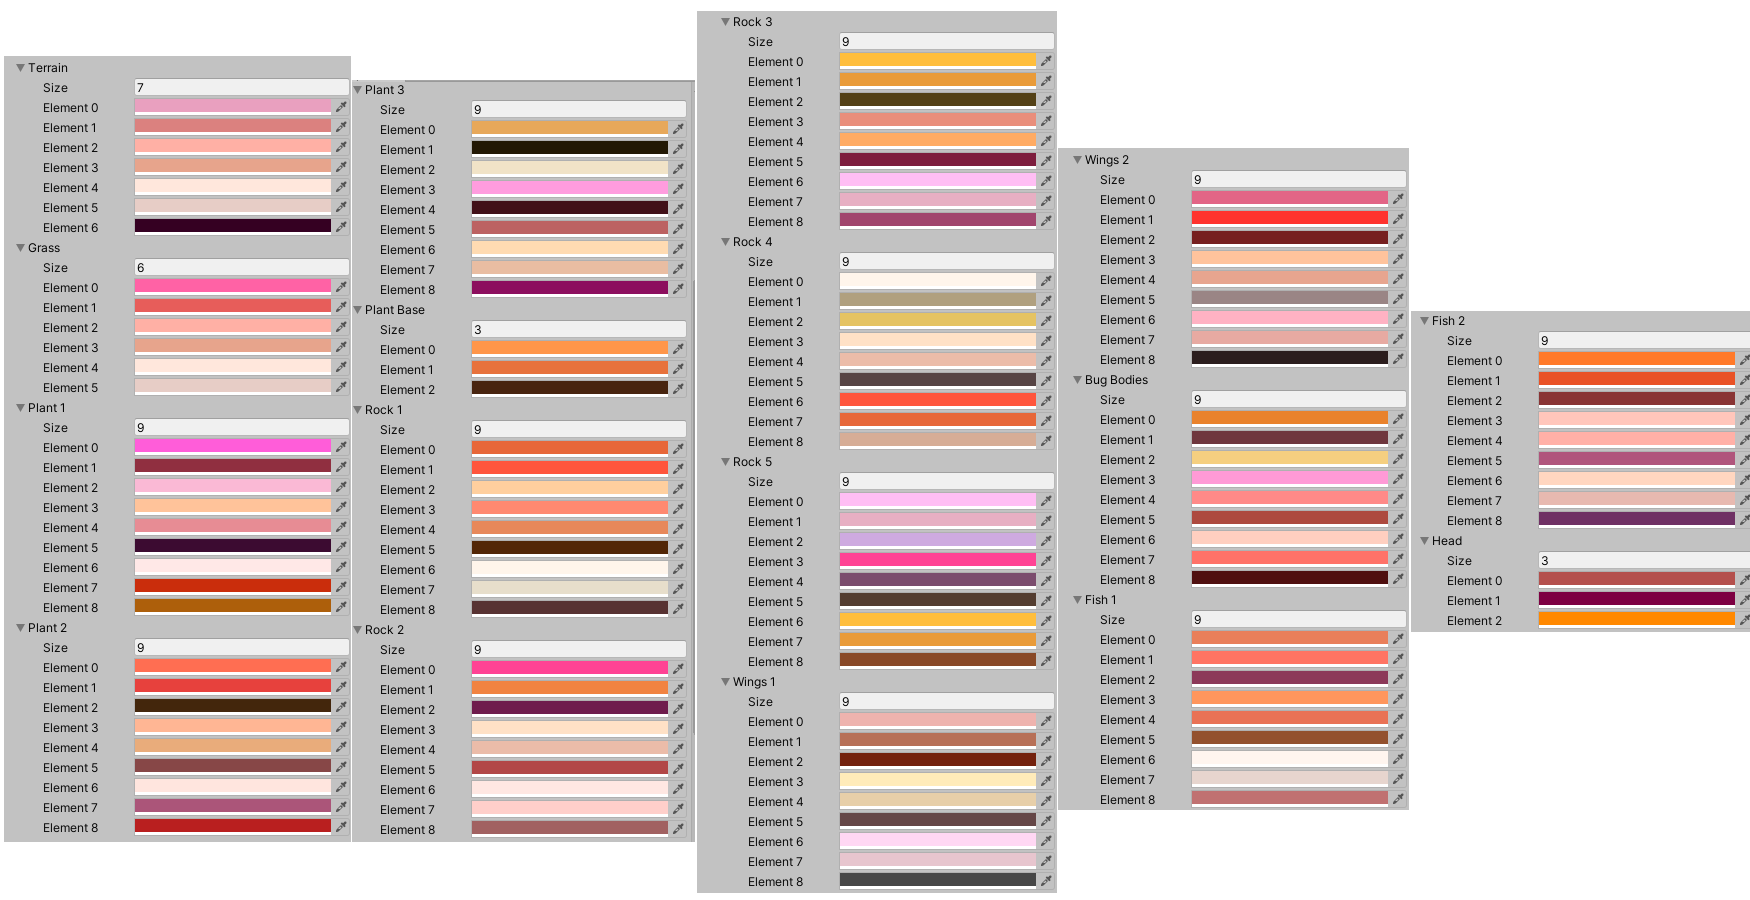 Terrain
Size 7
Element 0
Element 1
Element 2
Element 3
Element 4
Element 5
Element 6
Grass
Size 6
Element 0
Element 1
Element 2
Element 3
Element 4
Element 5
Plant 1
Size 9
Element 0
Element 1
Element 2
Element 3
Element 4
Element 5
Element 6
Element 7
Element 8
Plant 2
Size 9
Element 0
Element 1
Element 2
Element 3
Element 4
Element 5
Element 6
Element 7
Element 8
Plant 3
Size 9
Element 0
Element 1
Element 2
Element 3
Element 4
Element 5
Element 6
Element 7
Element 8
Plant Base
Size 3
Element 0
Element 1
Element 2
Rock 1
Size 9
Element 0
Element 1
Element 2
Element 3
Element 4
Element 5
Element 6
Element 7
Element 8
Rock 2
Size 9
Element 0
Element 1
Element 2
Element 3
Element 4
Element 5
Element 6
Element 7
Element 8
Rock 3
Size 9
Element 0
Element 1
Element 2
Element 3
Element 4
Element 5
Element 6
Element 7
Element 8
Rock 4
Size 9
Element 0
Element 1
Element 2
Element 3
Element 4
Element 5
Element 6
Element 7
Element 8
Rock 5
Size 9
Element 0
Element 1
Element 2
Element 3
Element 4
Element 5
Element 6
Element 7
Element 8
Wings 1
Size 9
Element 0
Element 1
Element 2
Element 3
Element 4
Element 5
Element 6
Element 7
Element 8
Wings 2
Size 9
Element 0
Element 1
Element 2
Element 3
Element 4
Element 5
Element 6
Element 7
Element 8
Bug Bodies
Size 9
Element 0
Element 1
Element 2
Element 3
Element 4
Element 5
Element 6
Element 7
Element 8
Fish 1
Size 9
Element 0
Element 1
Element 2
Element 3
Element 4
Element 5
Element 6
Element 7
Element 8
Fish 2
Size 9
Element 0
Element 1
Element 2
Element 3
Element 4
Element 5
Element 6
Element 7
Element 8
Head
Size 3
Element 0
Element 1
Element 2